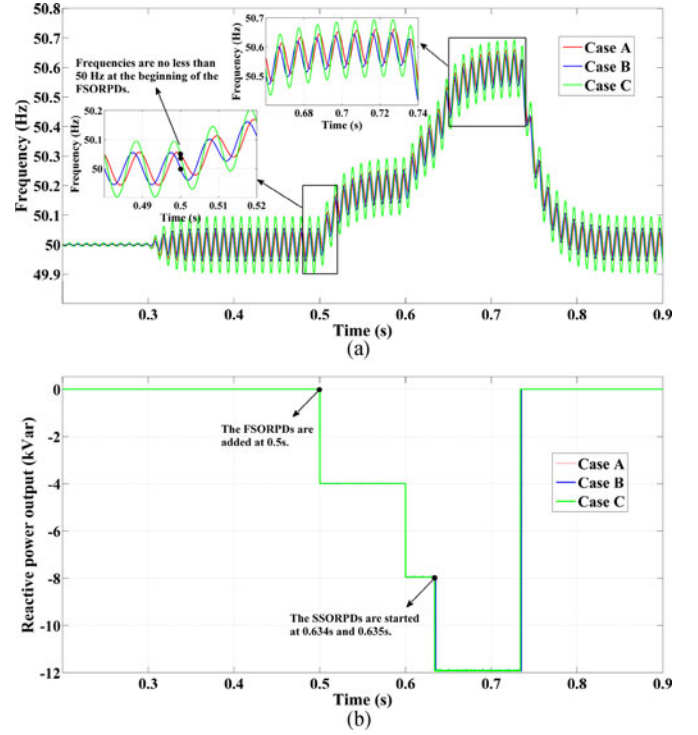 (a)
Frequency (Hz)
50.8
50.7
50.6
50.5
50.4
50.3
50.2
50.1
50
49.9
0.3
0.4
0.5
0.6
0.7
0.8
0.9
Time (s)
Frequencies are no less than
50 Hz at the beginning of the
FSORPDs.
Frequency (Hz)
50.7
50.6
50.5
0.68
0.7
0.72
0.74
Time (s)
Frequency (Hz)
50.2
50.1
50
0.49
0.5
0.51
0.52
Time (s)
Case A
Case B
Case C
(a)
Reactive power output (kVar)
0
-2
-4
-6
-8
-10
-12
0.3
0.4
0.5
0.6
0.7
0.8
0.9
Time (s)
The FSORPDs are
added at 0.5s.
The SSORPDs are started
at 0.634s and 0.635s.
Case A
Case B
Case C
(b)